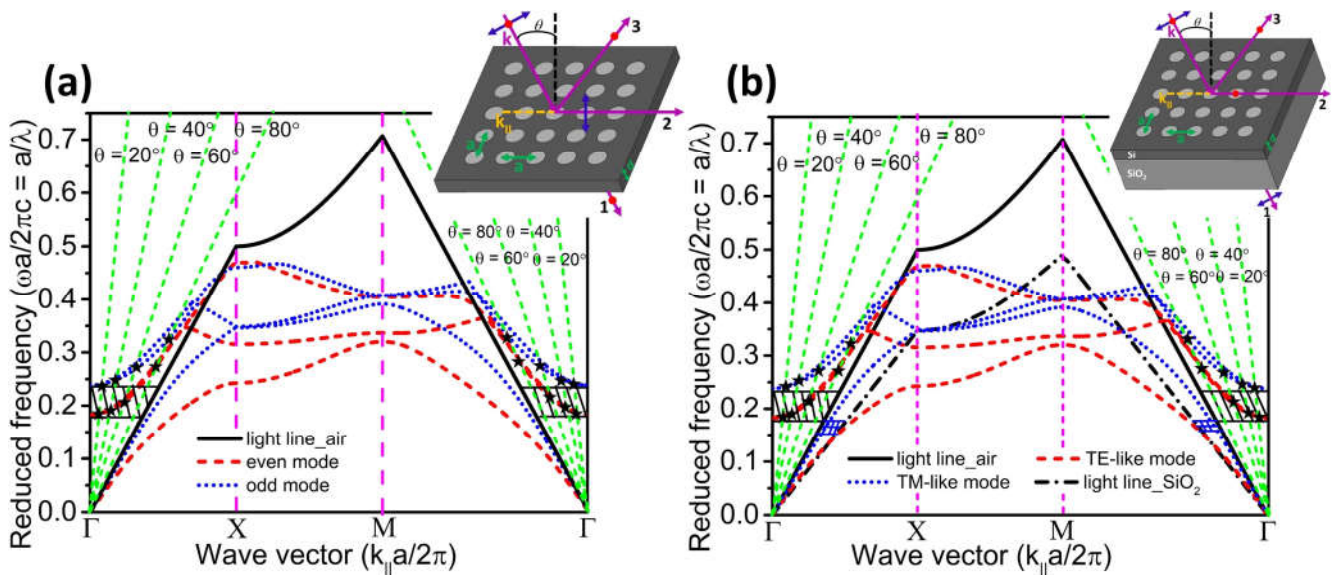 (a)
k
θ
3
k||
2
a
a
1
Reduced frequency (ωa/2πc = a/λ)
0.7
0.6
0.5
0.4
0.3
0.2
0.1
0.0
θ = 40° θ = 80°
θ = 20° θ = 60°
θ = 80° θ = 40°
θ = 60° θ = 20°
light line_air
even mode
odd mode
Γ X M Γ
Wave vector (k||a/2π)
(b)
k
θ
3
k||
2
a
a
Si
SiO2
1
Reduced frequency (ωa/2πc = a/λ)
0.7
0.6
0.5
0.4
0.3
0.2
0.1
0.0
θ = 40° θ = 80°
θ = 20° θ = 60°
θ = 80° θ = 40°
θ = 60° θ = 20°
light line_air TE-like mode
TM-like mode light line_SiO2
Γ X M Γ
Wave vector (k||a/2π)